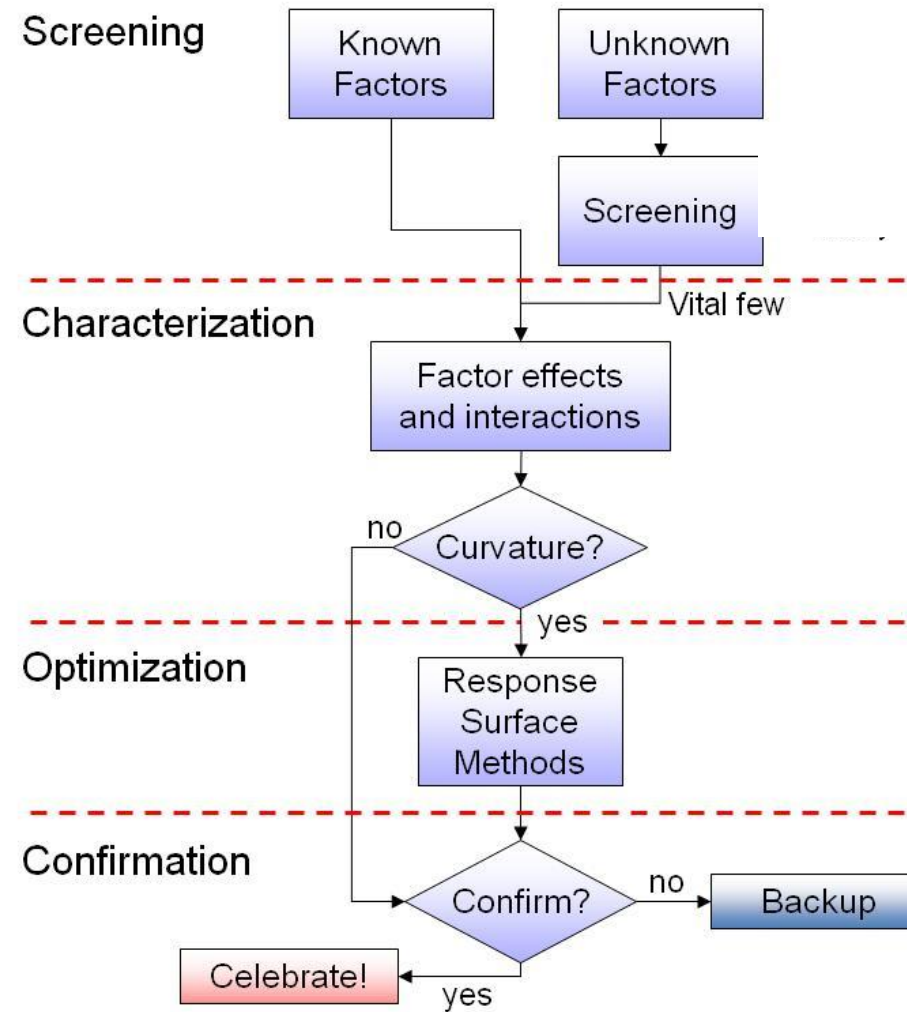 Screening
Known
Factors
Unknown
Factors
Screening
Vital few
Characterization
Factor effects
and interactions
no
Curvature?
yes
Optimization
Response
Surface
Methods
Confirmation
Confirm?
no
Backup
Celebrate!
yes